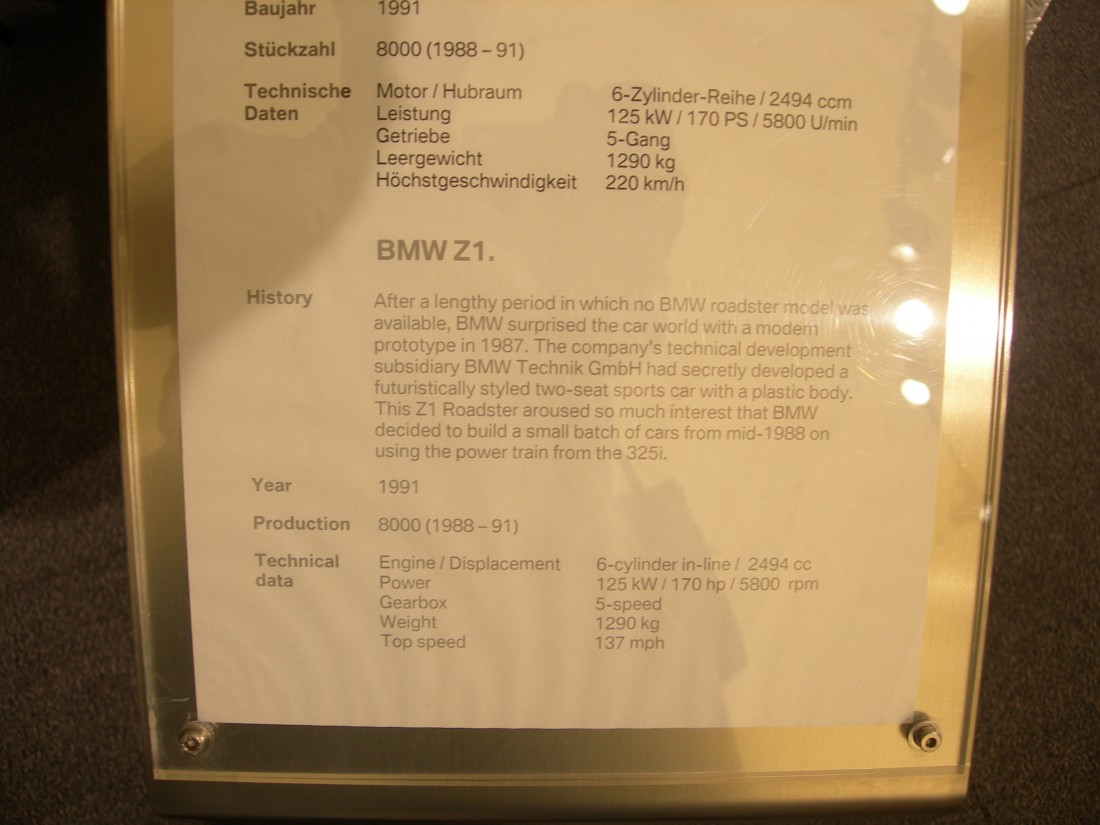 Baujahr 1991
Stückzahl 8000 (1988 – 91)
Technische Motor / Hubraum 6-Zylinder-Reihe / 2494 ccm
Daten Leistung 125 kW / 170 PS / 5800 U/min
Getriebe 5-Gang
Leergewicht 1290 kg
Höchstgeschwindigkeit 220 km/h
BMW Z1.
History After a lengthy period in which no BMW roadster model was
available, BMW surprised the car world with a modern
prototype in 1987. The company's technical development
subsidiary BMW Technik GmbH had secretly developed a
futuristically styled two-seat sports car with a plastic body.
This Z1 Roadster aroused so much interest that BMW
decided to build a small batch of cars from mid-1988 on
using the power train from the 325i.
Year 1991
Production 8000 (1988 – 91)
Technical Engine / Displacement 6-cylinder in-line / 2494 cc
data Power 125 kW / 170 hp / 5800 rpm
Gearbox 5-speed
Weight 1290 kg
Top speed 137 mph